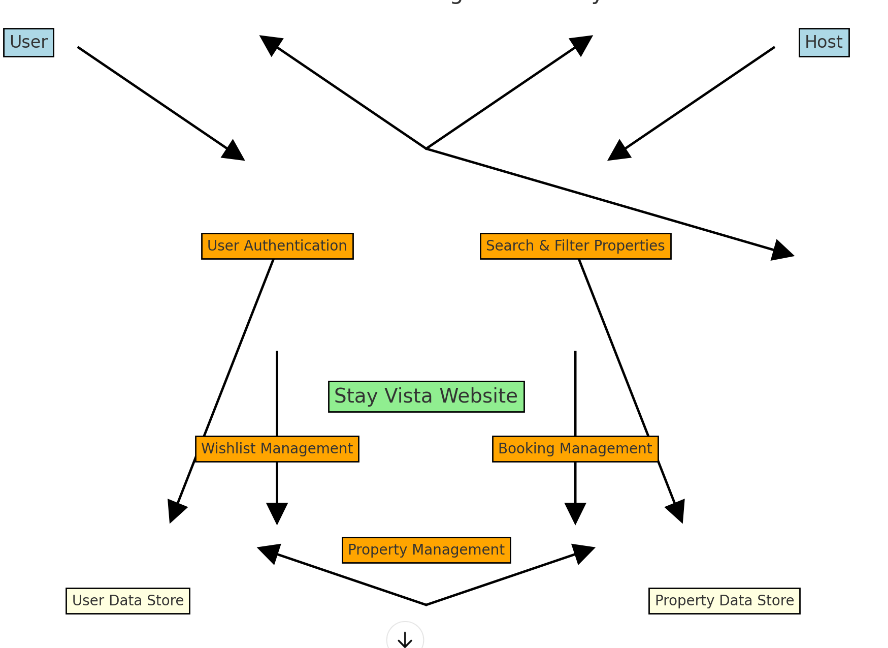 User
Host
User Authentication
Search & Filter Properties
Stay Vista Website
Wishlist Management
Booking Management
Property Management
User Data Store
Property Data Store